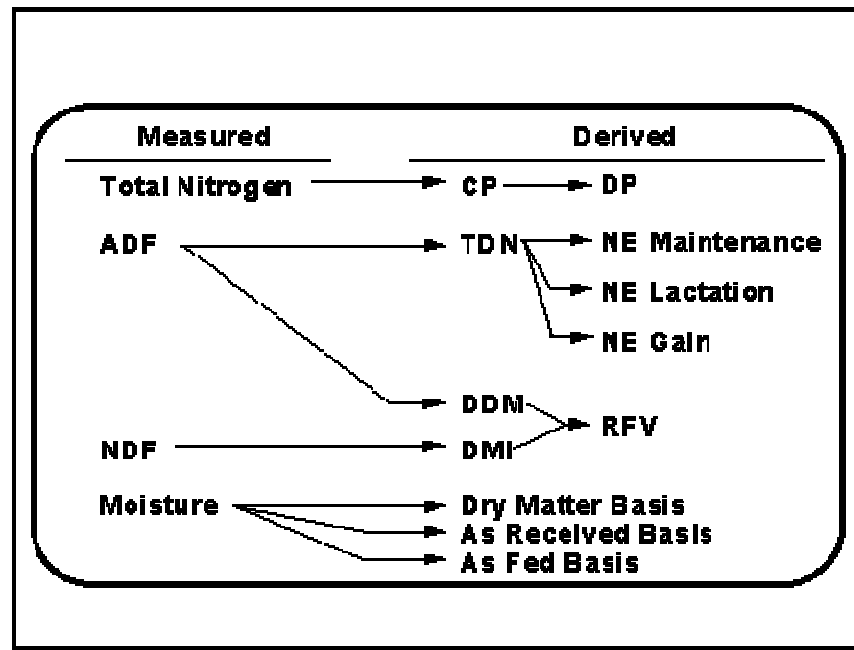 Measured Derived
Total Nitrogen CP DP
ADF TDN NE Maintenance
NE Lactation
NE Gain
DDM
RFV
NDF DMI
Moisture Dry Matter Basis
As Received Basis
As Fed Basis